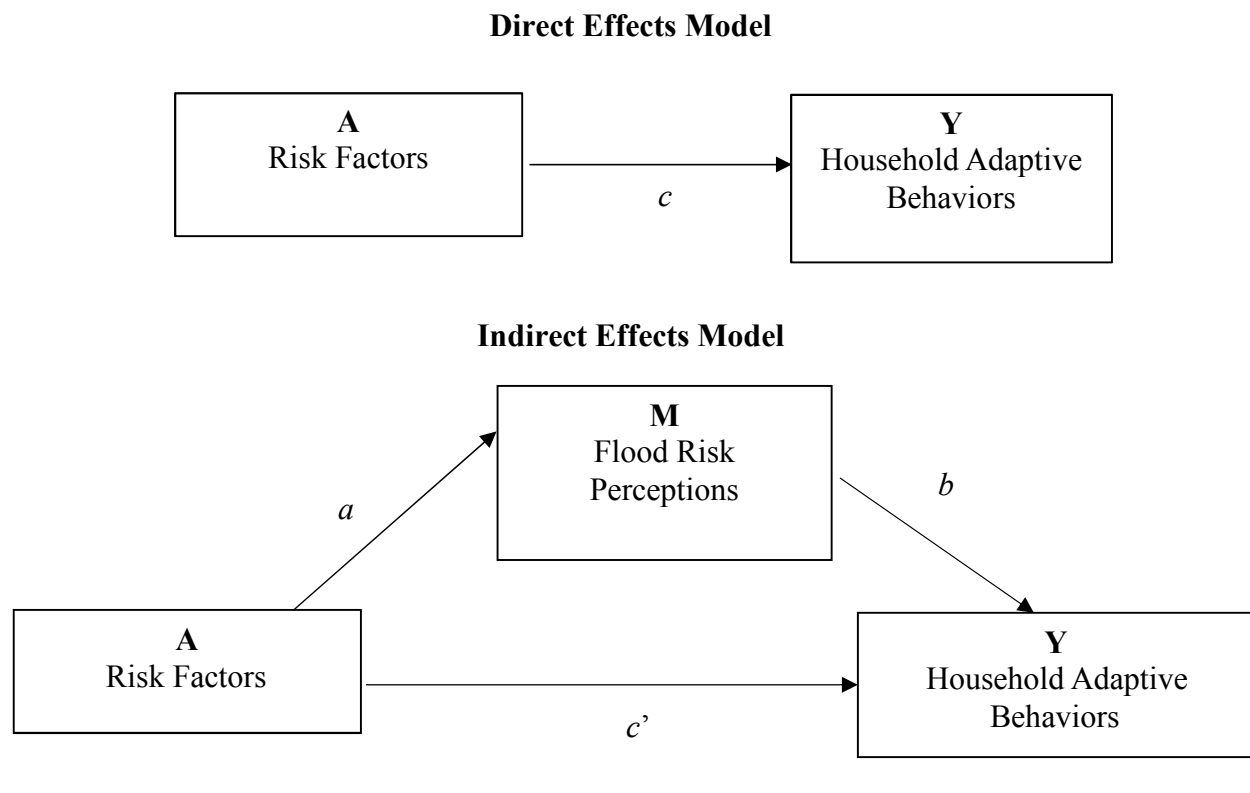 Direct Effects Model
A
Risk Factors
Y
Household Adaptive
Behaviors
c
Indirect Effects Model
M
Flood Risk
Perceptions
a
b
A
Risk Factors
Y
Household Adaptive
Behaviors
c’